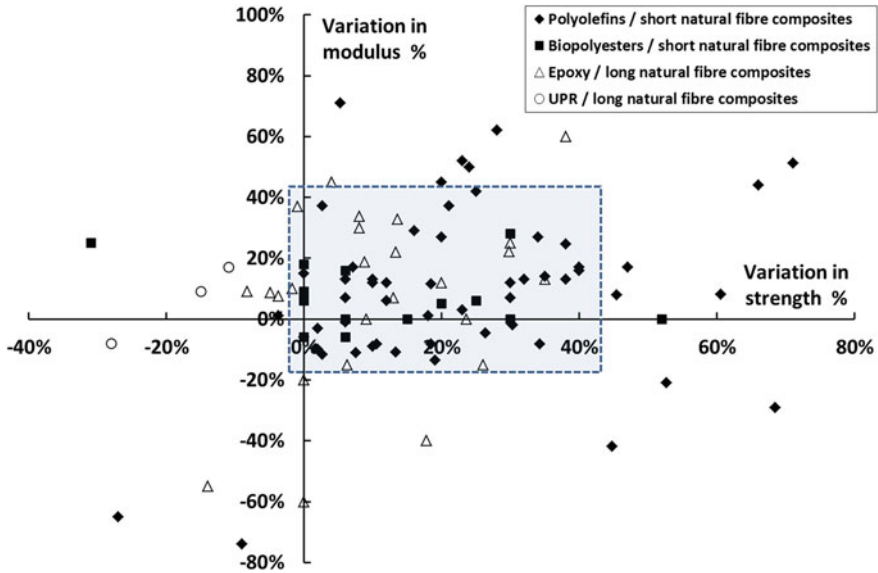 100%
Variation in
modulus %
◆ Polyolefins / short natural fibre composites
■ Biopolyesters / short natural fibre composites
△ Epoxy / long natural fibre composites
○ UPR / long natural fibre composites
80%
60%
40%
20%
Variation in
strength %
0%
-40%
-20%
0%
20%
40%
60%
80%
-20%
-40%
-60%
-80%